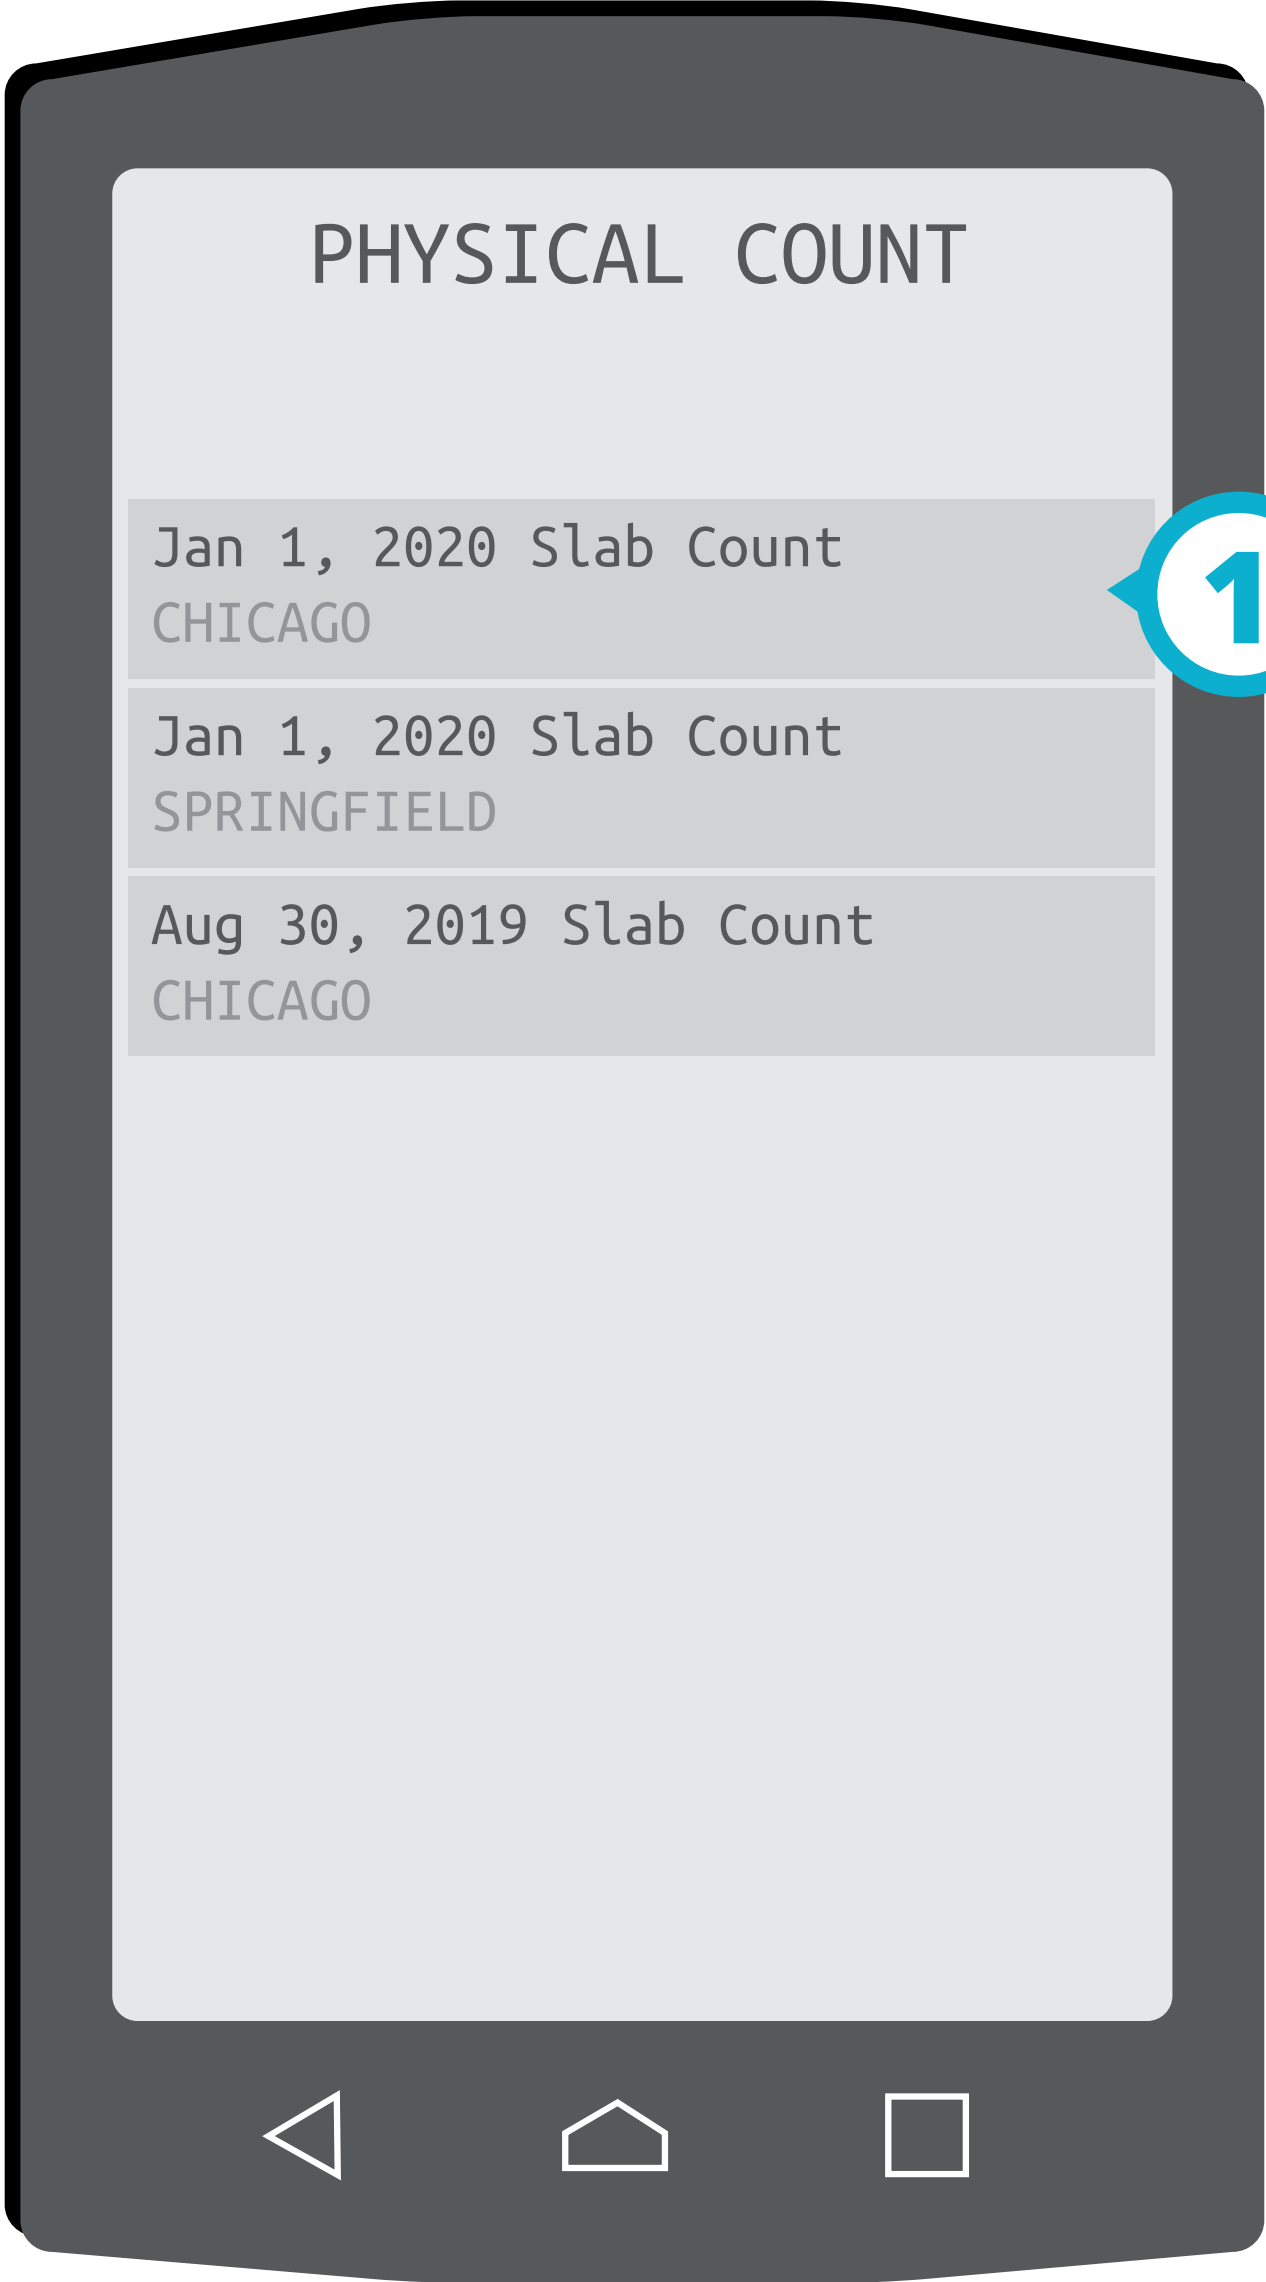 PHYSICAL COUNT
Jan 1, 2020 Slab Count
CHICAGO
1
Jan 1, 2020 Slab Count
SPRINGFIELD
Aug 30, 2019 Slab Count
CHICAGO